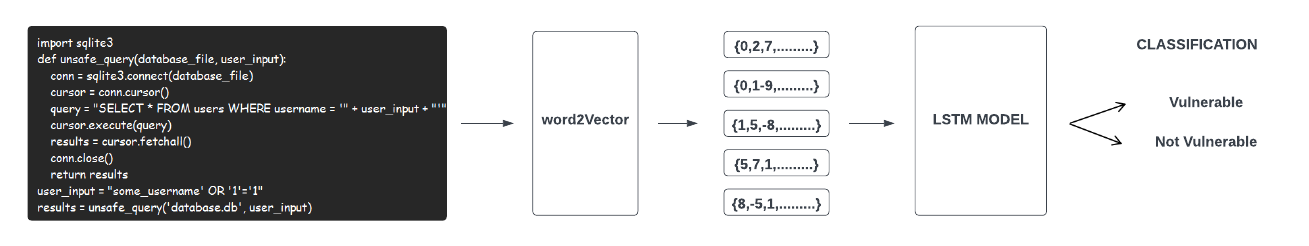 import sqlite3
def unsafe_query(database_file, user_input):
conn = sqlite3.connect(database_file)
cursor = conn.cursor()
query = "SELECT * FROM users WHERE username = '" + user_input + "'"
cursor.execute(query)
results = cursor.fetchall()
conn.close()
return results
user_input = "some_username' OR '1'='1"
results = unsafe_query('database.db', user_input)
word2Vector
{0,2,7,.........}
{0,1-9,.........}
{1,5,-8,.........}
{5,7,1,.........}
{8,-5,1,.........}
LSTM MODEL
CLASSIFICATION
Vulnerable
Not Vulnerable